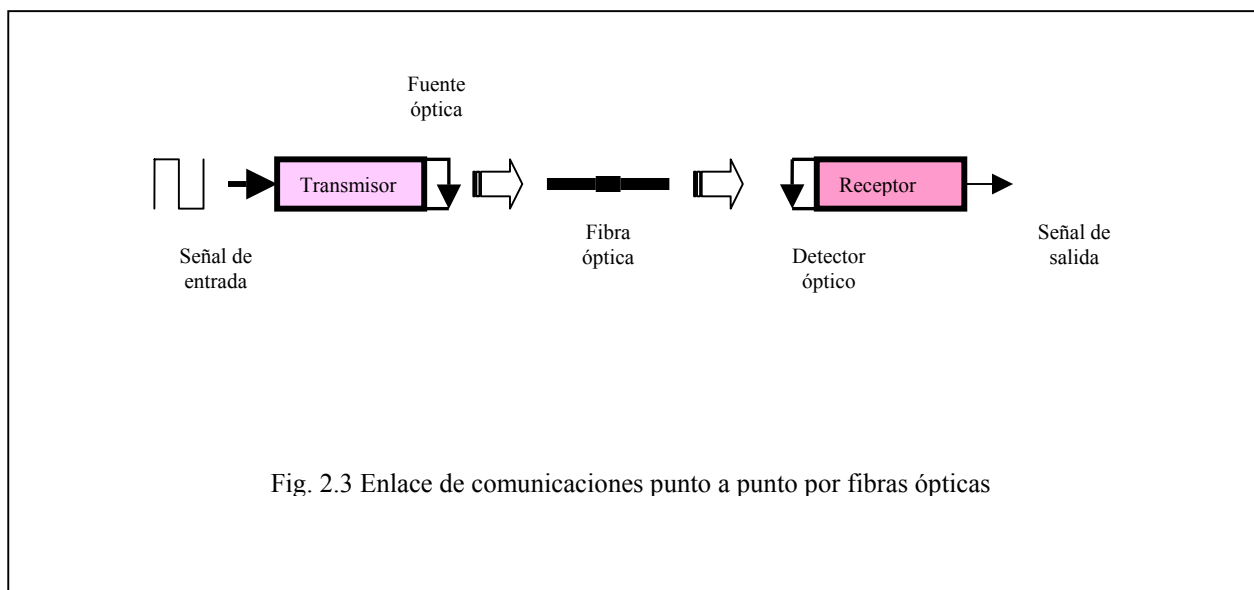 Fuente
óptica
Transmisor
Receptor
Señal de
entrada
Fibra
óptica
Detector
óptico
Señal de
salida
Fig. 2.3 Enlace de comunicaciones punto a punto por fibras ópticas